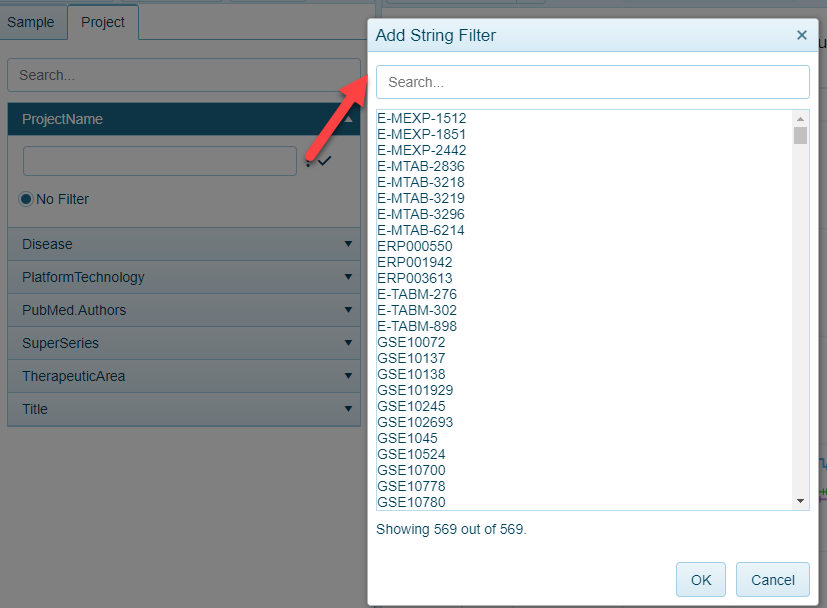 Sample
Project
Search...
ProjectName
No Filter
Disease
PlatformTechnology
PubMed.Authors
SuperSeries
TherapeuticArea
Title
Add String Filter
Search...
E-MEXP-1512
E-MEXP-1851
E-MEXP-2442
E-MTAB-2836
E-MTAB-3218
E-MTAB-3219
E-MTAB-3296
E-MTAB-6214
ERP000550
ERP001942
ERP003613
E-TABM-276
E-TABM-302
E-TABM-898
GSE10072
GSE10137
GSE10138
GSE101929
GSE10245
GSE102693
GSE1045
GSE10524
GSE10700
GSE10778
GSE10780
Showing 569 out of 569.
OK
Cancel